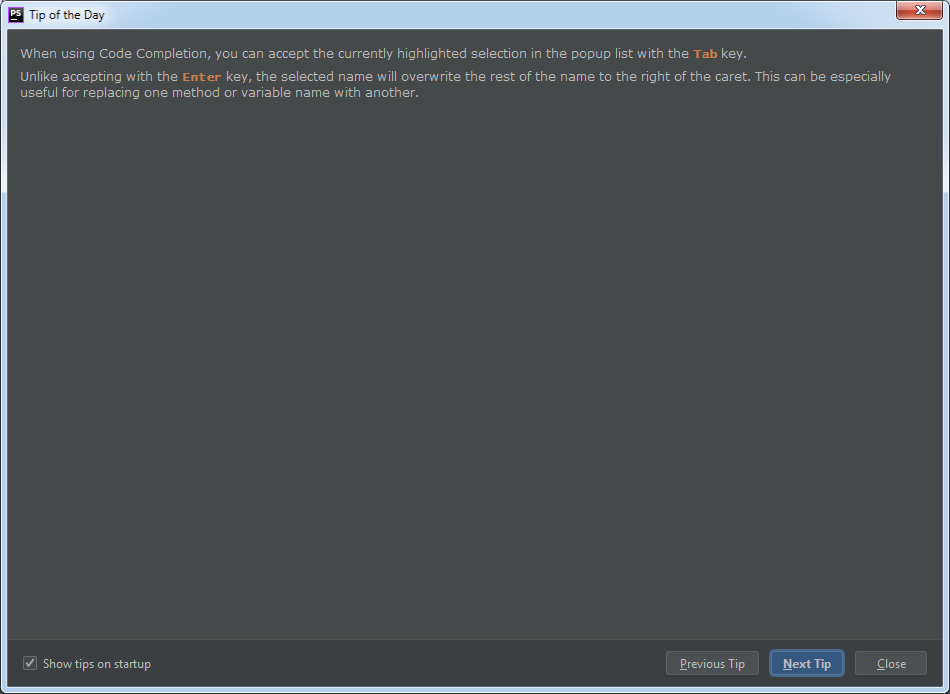 PS Tip of the Day
When using Code Completion, you can accept the currently highlighted selection in the popup list with the Tab key.
Unlike accepting with the Enter key, the selected name will overwrite the rest of the name to the right of the caret. This can be especially
useful for replacing one method or variable name with another.
Show tips on startup
Previous Tip
Next Tip
Close